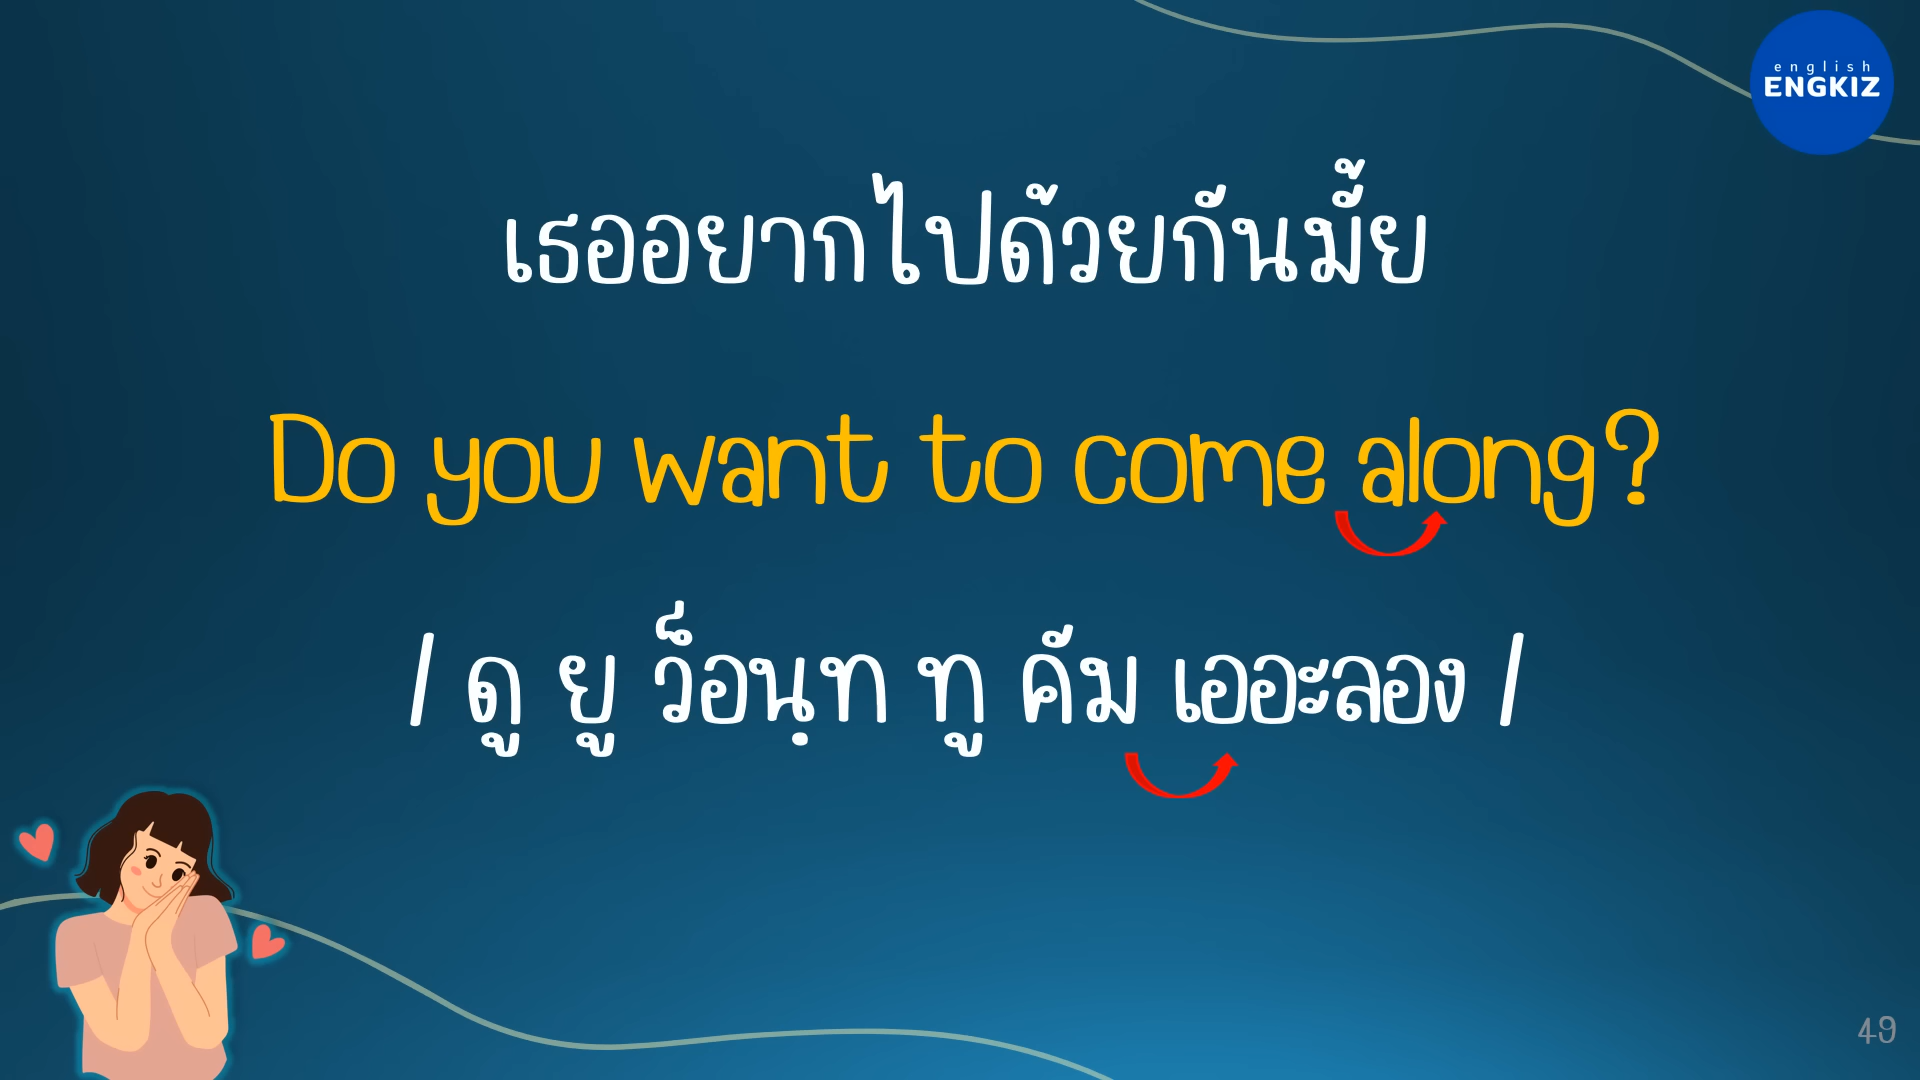 english
ENGKIZ
เธออยากไปด้วยกันมั้ย
Do you want to come along?
/ ดู ยู ว็อนฺท ทู คัม เออะลอง /
49